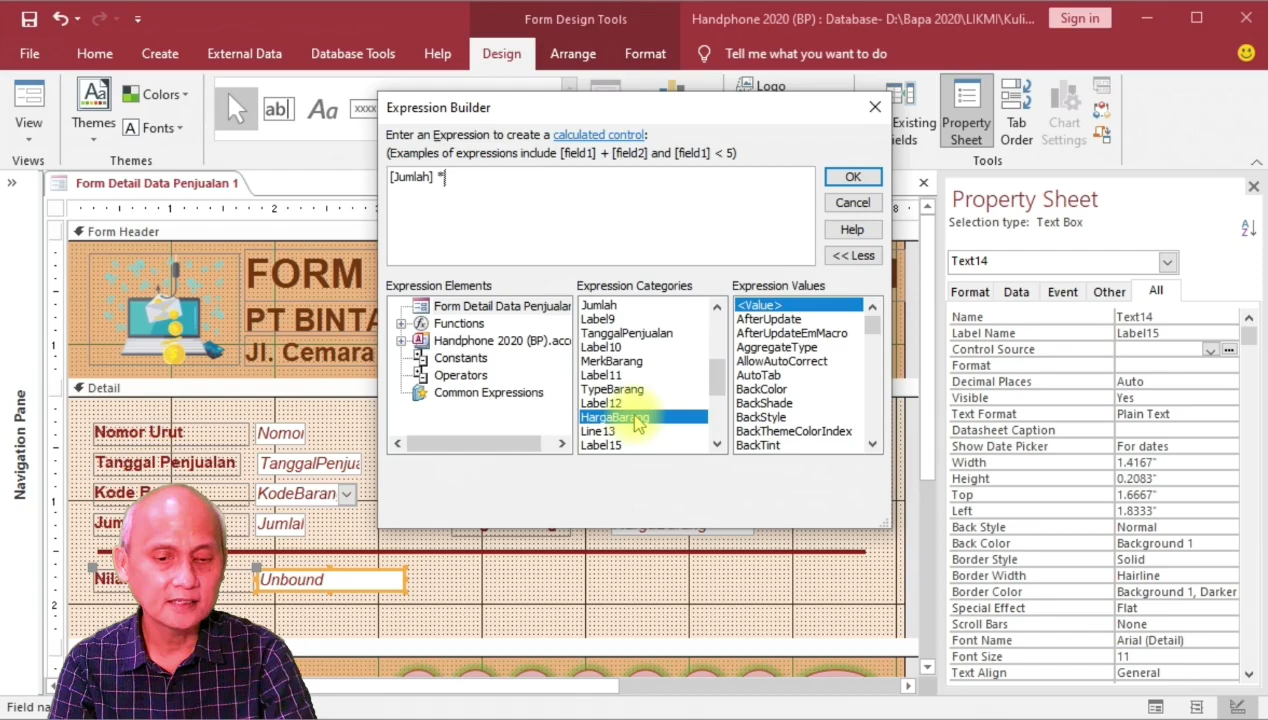 Form Design Tools
Handphone 2020 (BP) : Database- D:\Bapa 2020\LIKMI\Kuli
Sign in
File
Home
Create
External Data
Database Tools
Help
Design
Arrange
Format
Tell me what you want to do
View
Themes
Colors
Fonts
ab|
Aa
xxxx
Logo
Existing
Fields
Property
Sheet
Tab
Order
Chart
Settings
Views
Themes
Tools
Form Detail Data Penjualan 1
Form Header
FORM
PT BINTA
Jl. Cemara
Detail
Nomor Urut
Nomor
Tanggal Penjualan
TanggalPenjua
Kode B
KodeBaran
Jum
Jumlal
Nila
Unbound
Navigation Pane
Field na
Expression Builder
Enter an Expression to create a calculated control:
(Examples of expressions include [field1] + [field2] and [field1] < 5)
[Jumlah] *
OK
Cancel
Help
<< Less
Expression Elements
Form Detail Data Penjualan
Functions
Handphone 2020 (BP).acc
Constants
Operators
Common Expressions
Expression Categories
Jumlah
Label9
TanggalPenjualan
Label10
MerkBarang
Label11
TypeBarang
Label12
HargaBarang
Line13
Label15
Expression Values
<Value>
AfterUpdate
AfterUpdateEmMacro
AggregateType
AllowAutoCorrect
AutoTab
BackColor
BackShade
BackStyle
BackThemeColorIndex
BackTint
Property Sheet
Selection type: Text Box
Text14
Format
Data
Event
Other
All
Name Text14
Label Name Label15
Control Source
Format
Decimal Places Auto
Visible Yes
Text Format Plain Text
Datasheet Caption
Show Date Picker For dates
Width 1.4167"
Height 0.2083"
Top 1.6667"
Left 1.8333"
Back Style Normal
Back Color Background 1
Border Style Solid
Border Width Hairline
Border Color Background 1, Darker
Special Effect Flat
Scroll Bars None
Font Name Arial (Detail)
Font Size 11
Text Align General